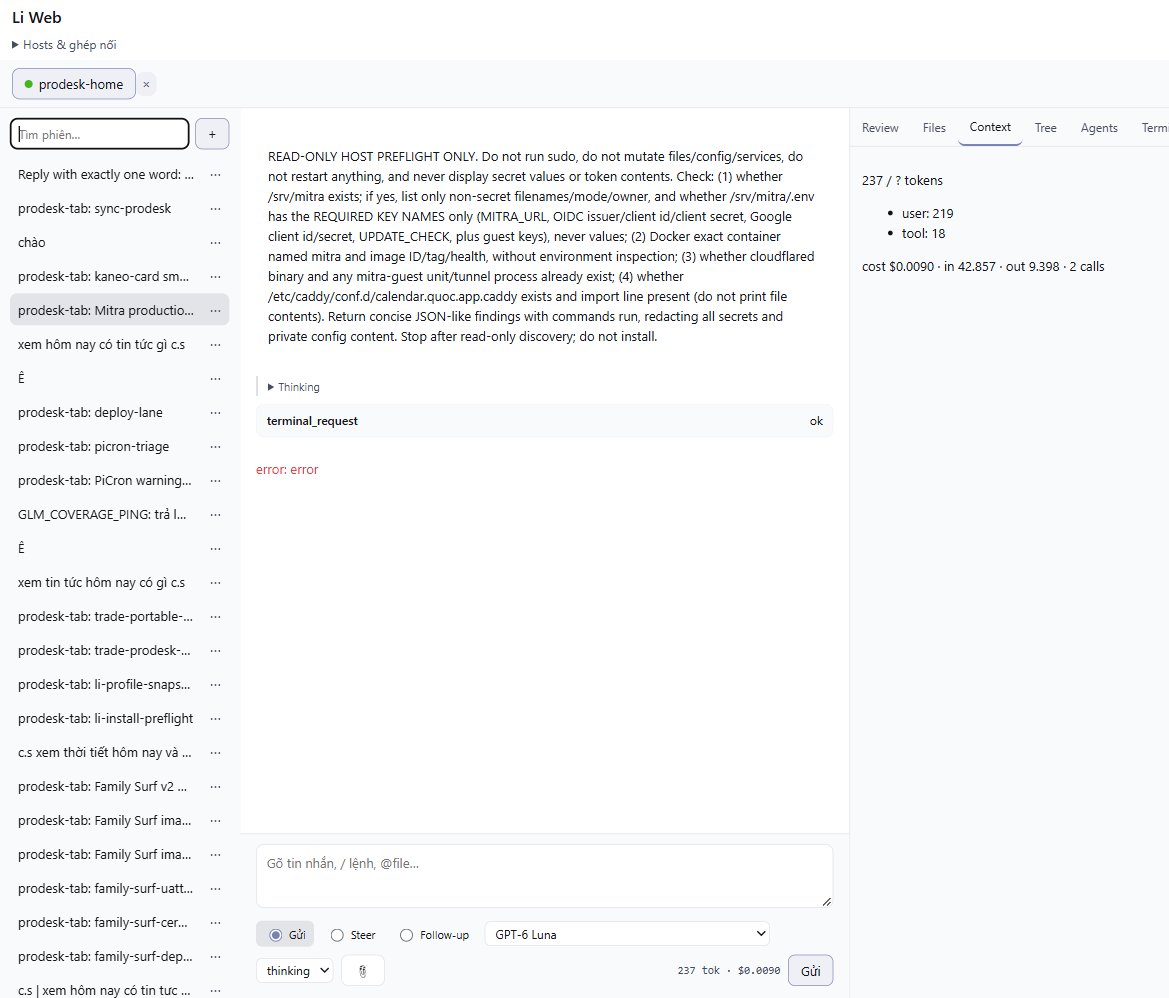 Li Web
▶ Hosts & ghép nối
prodesk-home ×
Tìm phiên...
+
Reply with exactly one word: ... ...
prodesk-tab: sync-prodesk ...
chào ...
prodesk-tab: kaneo-card sm... ...
prodesk-tab: Mitra productio... ...
xem hôm nay có tin tức gì c.s ...
Ê ...
prodesk-tab: deploy-lane ...
prodesk-tab: picron-triage ...
prodesk-tab: PiCron warning... ...
GLM_COVERAGE_PING: trả l... ...
Ê ...
xem tin tức hôm nay có gì c.s ...
prodesk-tab: trade-portable-... ...
prodesk-tab: trade-prodesk-... ...
prodesk-tab: li-profile-snaps... ...
prodesk-tab: li-install-preflight ...
c.s xem thời tiết hôm nay và ... ...
prodesk-tab: Family Surf v2 ... ...
prodesk-tab: Family Surf ima... ...
prodesk-tab: Family Surf ima... ...
prodesk-tab: family-surf-uatt... ...
prodesk-tab: family-surf-cer... ...
prodesk-tab: family-surf-dep... ...
c.s | xem hôm nay có tin tưc ... ...
READ-ONLY HOST PREFLIGHT ONLY. Do not run sudo, do not mutate files/config/services, do
not restart anything, and never display secret values or token contents. Check: (1) whether
/srv/mitra exists; if yes, list only non-secret filenames/mode/owner, and whether /srv/mitra/.env
has the REQUIRED KEY NAMES only (MITRA_URL, OIDC issuer/client id/client secret, Google
client id/secret, UPDATE_CHECK, plus guest keys), never values; (2) Docker exact container
named mitra and image ID/tag/health, without environment inspection; (3) whether cloudflared
binary and any mitra-guest unit/tunnel process already exist; (4) whether
/etc/caddy/conf.d/calendar.quoc.app.caddy exists and import line present (do not print file
contents). Return concise JSON-like findings with commands run, redacting all secrets and
private config content. Stop after read-only discovery; do not install.
▶ Thinking
terminal_request ok
error: error
Gõ tin nhắn, / lệnh, @file...
Gửi Steer Follow-up GPT-6 Luna
thinking 237 tok · $0.0090 Gửi
Review Files Context Tree Agents Termi
237 / ? tokens
• user: 219
• tool: 18
cost $0.0090 · in 42.857 · out 9.398 · 2 calls